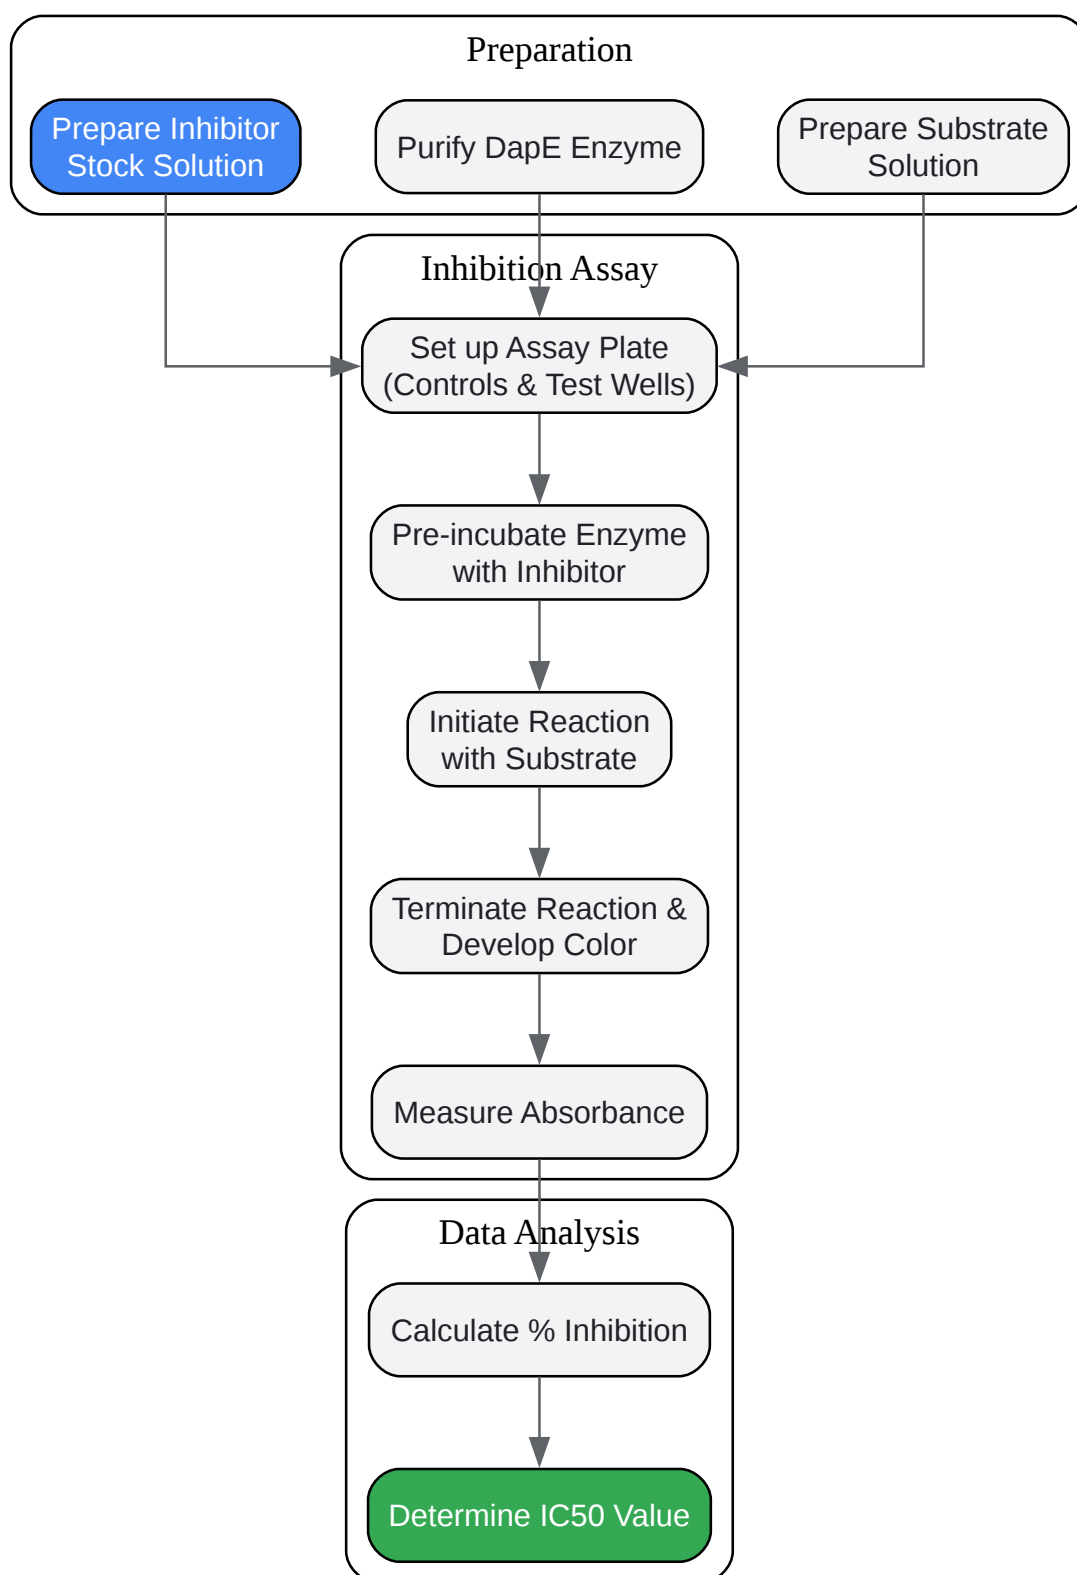 Preparation
Prepare Inhibitor
Stock Solution
Purify DapE Enzyme
Prepare Substrate
Solution
Inhibition Assay
Set up Assay Plate
(Controls & Test Wells)
Pre-incubate Enzyme
with Inhibitor
Initiate Reaction
with Substrate
Terminate Reaction &
Develop Color
Measure Absorbance
Data Analysis
Calculate % Inhibition
Determine IC50 Value